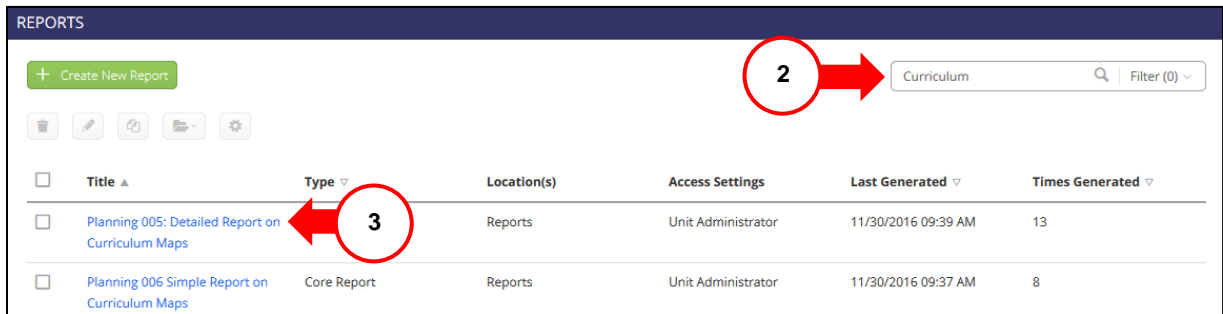 REPORTS
+ Create New Report
2
Curriculum
Filter (0)
Title
Type
Location(s)
Access Settings
Last Generated
Times Generated
Planning 005: Detailed Report on
Curriculum Maps
3
Reports
Unit Administrator
11/30/2016 09:39 AM
13
Planning 006 Simple Report on
Curriculum Maps
Core Report
Reports
Unit Administrator
11/30/2016 09:37 AM
8